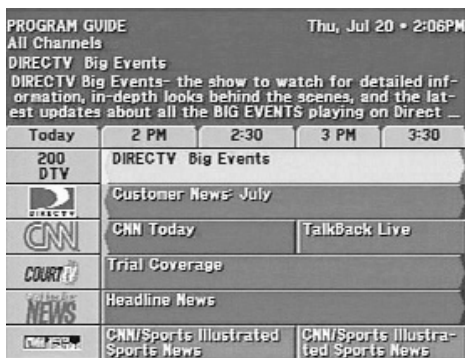 PROGRAM GUIDE Thu, Jul 20 • 2:06PM
All Channels
DIRECTV Big Events
DIRECTV Big Events- the show to watch for detailed inf-
ormation, in-depth looks behind the scenes, and the lat-
est updates about all the BIG EVENTS playing on Direct ...
Today 2 PM 2:30 3 PM 3:30
200 DIRECTV Big Events
DTV
DIRECTV Customer News: July
CNN CNN Today TalkBack Live
COURT TV Trial Coverage
NEWS Headline News
CNN/Sports Illustrated CNN/Sports Illustra-
Sports News ted Sports News